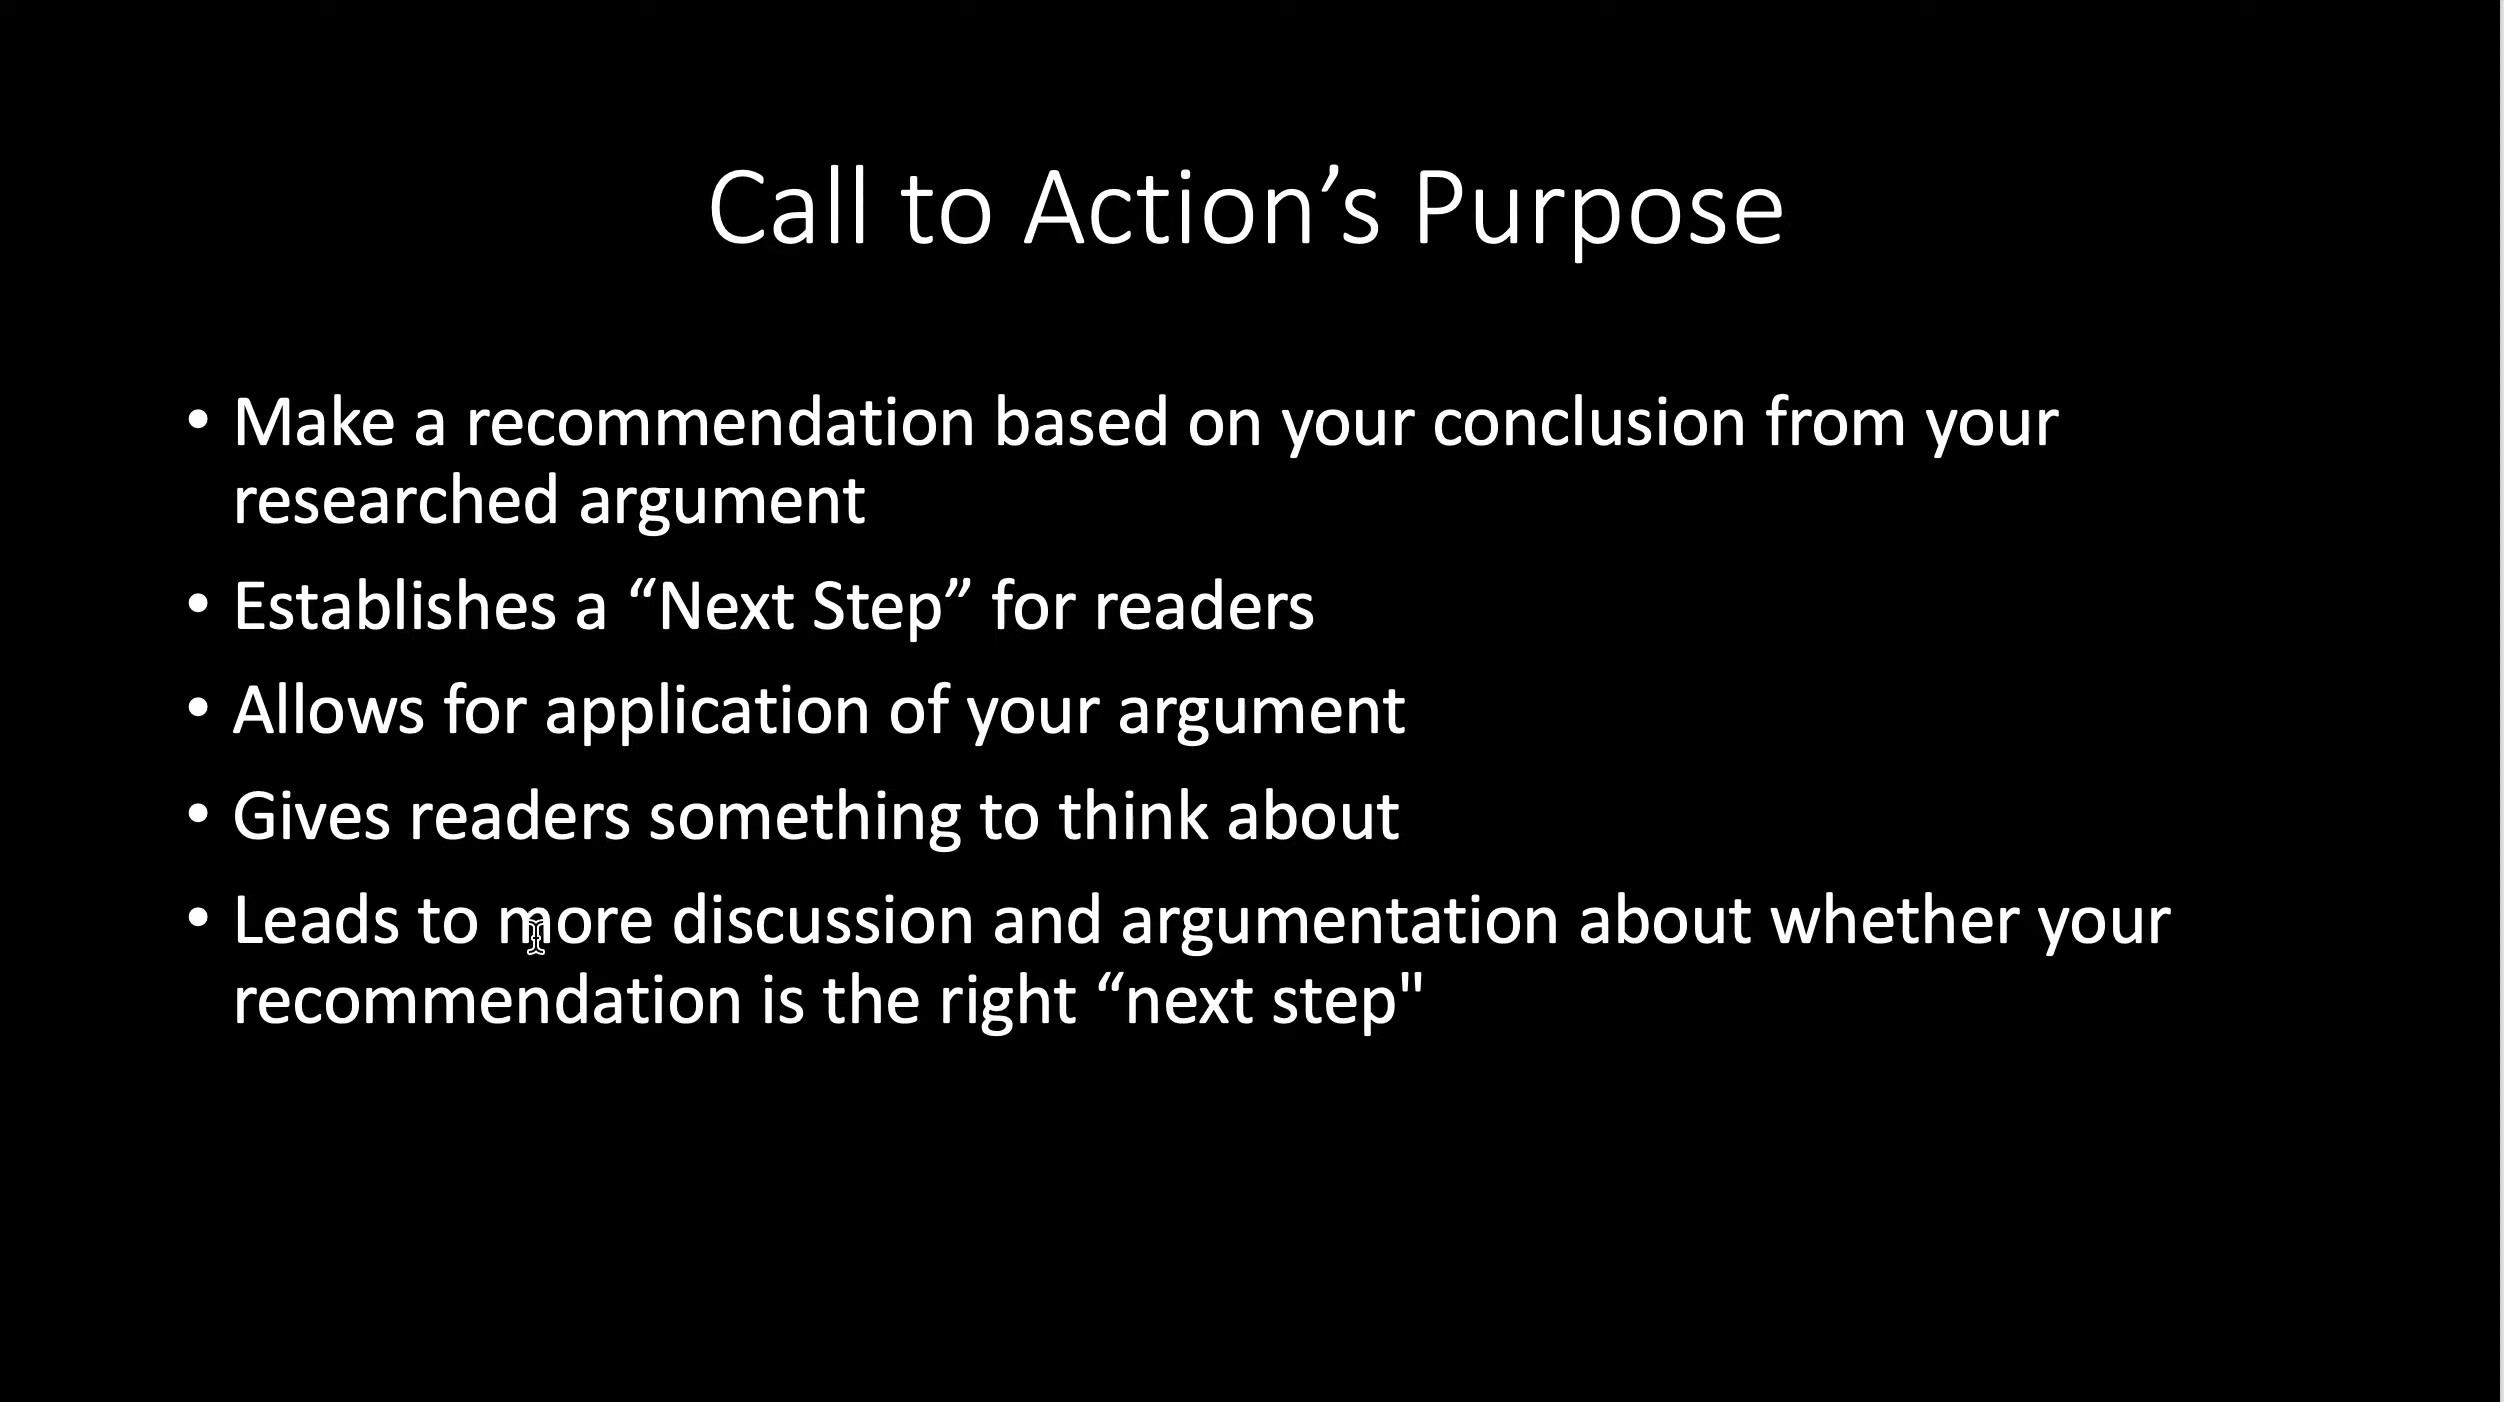 Call to Action’s Purpose
• Make a recommendation based on your conclusion from your
researched argument
• Establishes a “Next Step” for readers
• Allows for application of your argument
• Gives readers something to think about
• Leads to more discussion and argumentation about whether your
recommendation is the right “next step"